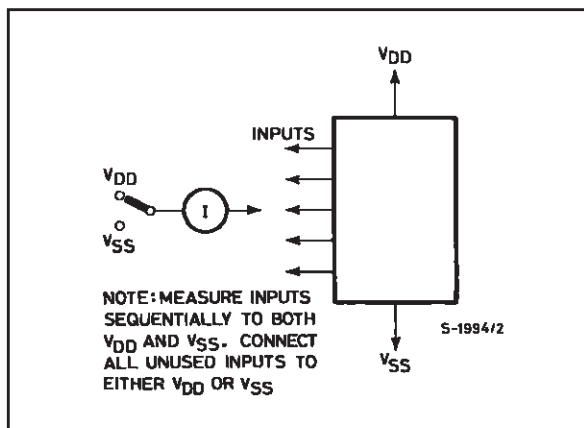 VDD
INPUTS
VDD
I
VSS
NOTE: MEASURE INPUTS
SEQUENTIALLY TO BOTH
VDD AND VSS. CONNECT
ALL UNUSED INPUTS TO
EITHER VDD OR VSS
S-1994/2
VSS